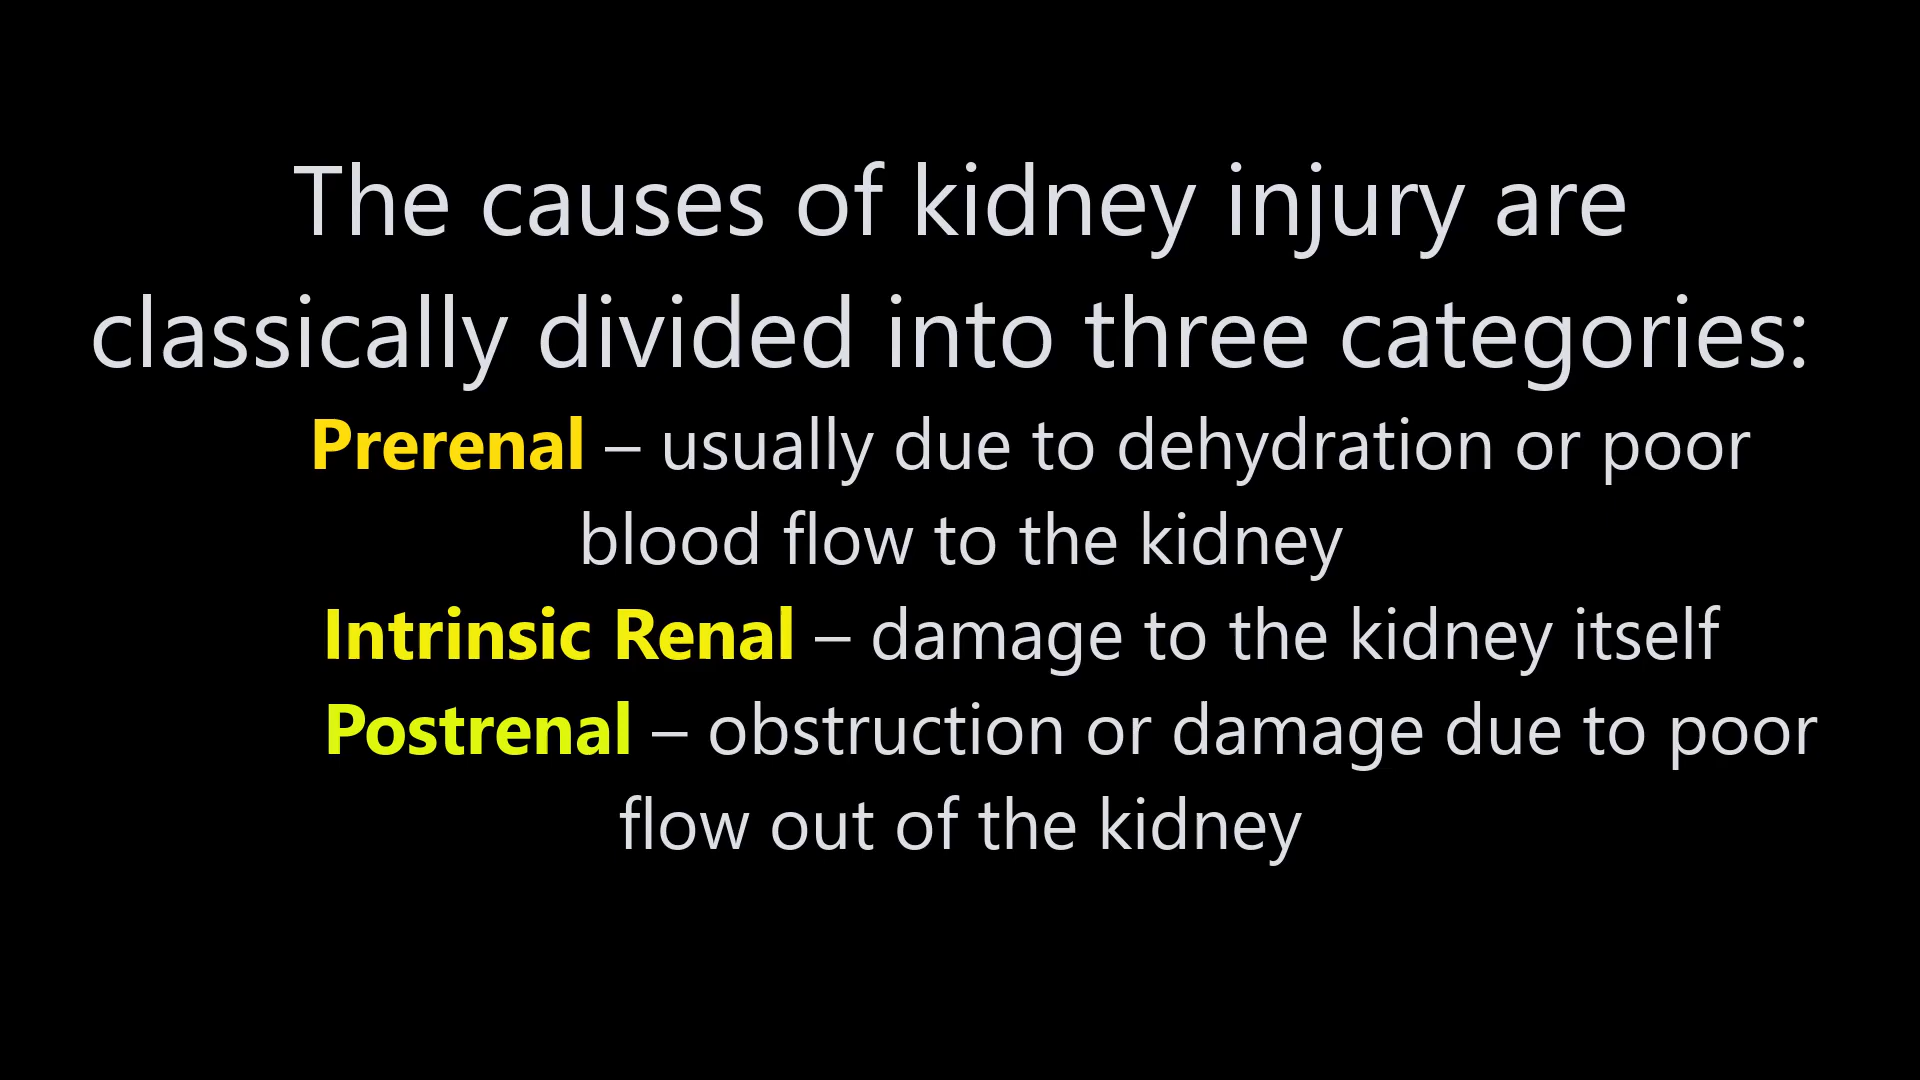 The causes of kidney injury are
classically divided into three categories:
Prerenal – usually due to dehydration or poor
blood flow to the kidney
Intrinsic Renal – damage to the kidney itself
Postrenal – obstruction or damage due to poor
flow out of the kidney